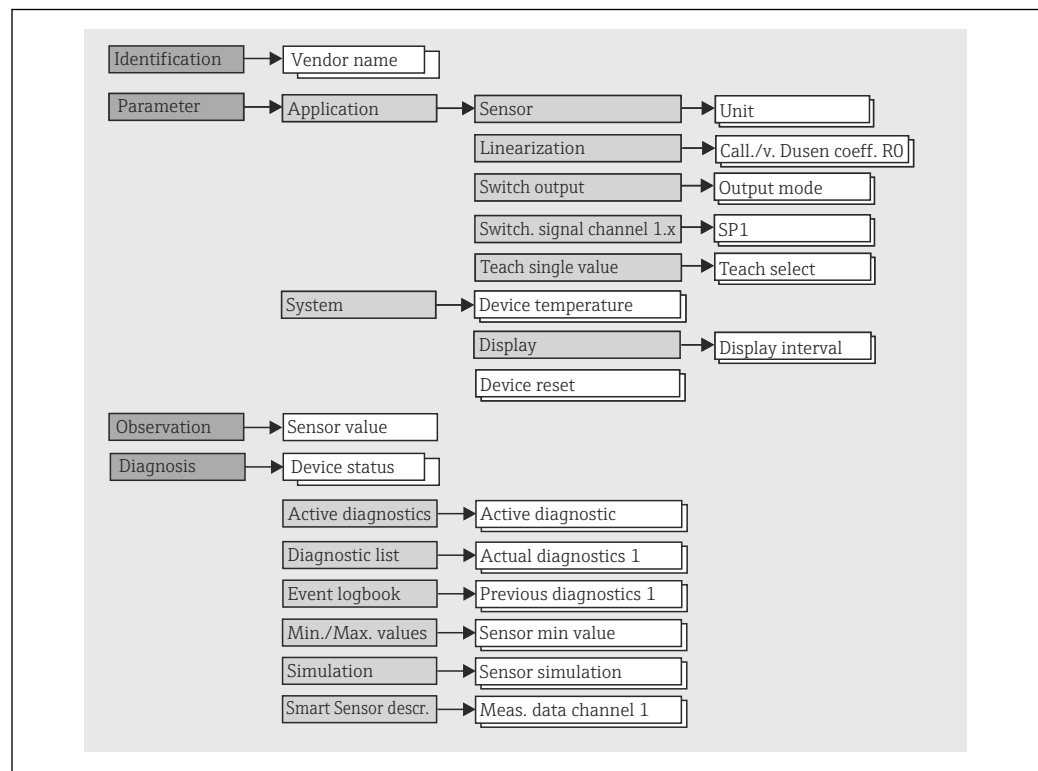 Identification Vendor name
Parameter Application Sensor Unit
Linearization Call./v. Dusen coeff. R0
Switch output Output mode
Switch. signal channel 1.x SP1
Teach single value Teach select
System Device temperature
Display Display interval
Device reset
Observation Sensor value
Diagnosis Device status
Active diagnostics Active diagnostic
Diagnostic list Actual diagnostics 1
Event logbook Previous diagnostics 1
Min./Max. values Sensor min value
Simulation Sensor simulation
Smart Sensor descr. Meas. data channel 1